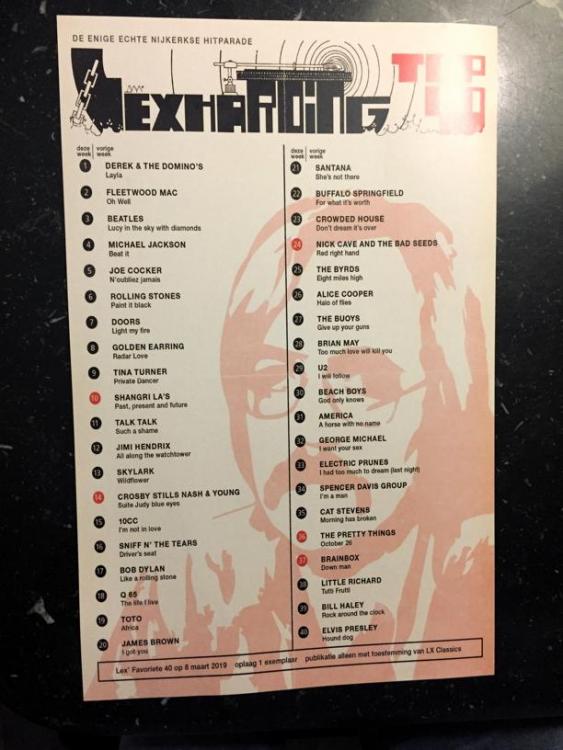 DE ENIGE ECHTE NIJKERKSE HITPARADE
LEXHARDING TOP 40
deze week | vorige week
1 DEREK & THE DOMINO'S
Layla
2 FLEETWOOD MAC
Oh Well
3 BEATLES
Lucy in the sky with diamonds
4 MICHAEL JACKSON
Beat it
5 JOE COCKER
N'oubliez jamais
6 ROLLING STONES
Paint it black
7 DOORS
Light my fire
8 GOLDEN EARRING
Radar Love
9 TINA TURNER
Private Dancer
10 SHANGRI LA'S
Past, present and future
11 TALK TALK
Such a shame
12 JIMI HENDRIX
All along the watchtower
13 SKYLARK
Wildflower
14 CROSBY STILLS NASH & YOUNG
Suite Judy blue eyes
15 10CC
I'm not in love
16 SNIFF N' THE TEARS
Driver's seat
17 BOB DYLAN
Like a rolling stone
18 Q 65
The life I live
19 TOTO
Africa
20 JAMES BROWN
I got you
deze week | vorige week
21 SANTANA
She's not there
22 BUFFALO SPRINGFIELD
For what it's worth
23 CROWDED HOUSE
Don't dream it's over
24 NICK CAVE AND THE BAD SEEDS
Red right hand
25 THE BYRDS
Eight miles high
26 ALICE COOPER
Halo of flies
27 THE BUOYS
Give up your guns
28 BRIAN MAY
Too much love will kill you
29 U2
I will follow
30 BEACH BOYS
God only knows
31 AMERICA
A horse with no name
32 GEORGE MICHAEL
I want your sex
33 ELECTRIC PRUNES
I had too much to dream (last night)
34 SPENCER DAVIS GROUP
I'm a man
35 CAT STEVENS
Morning has broken
36 THE PRETTY THINGS
October 26
37 BRAINBOX
Down man
38 LITTLE RICHARD
Tutti Frutti
39 BILL HALEY
Rock around the clock
40 ELVIS PRESLEY
Hound dog
Lex' Favoriete 40 op 8 maart 2019 oplaag 1 exemplaar publikatie alleen met toestemming van LX Classics